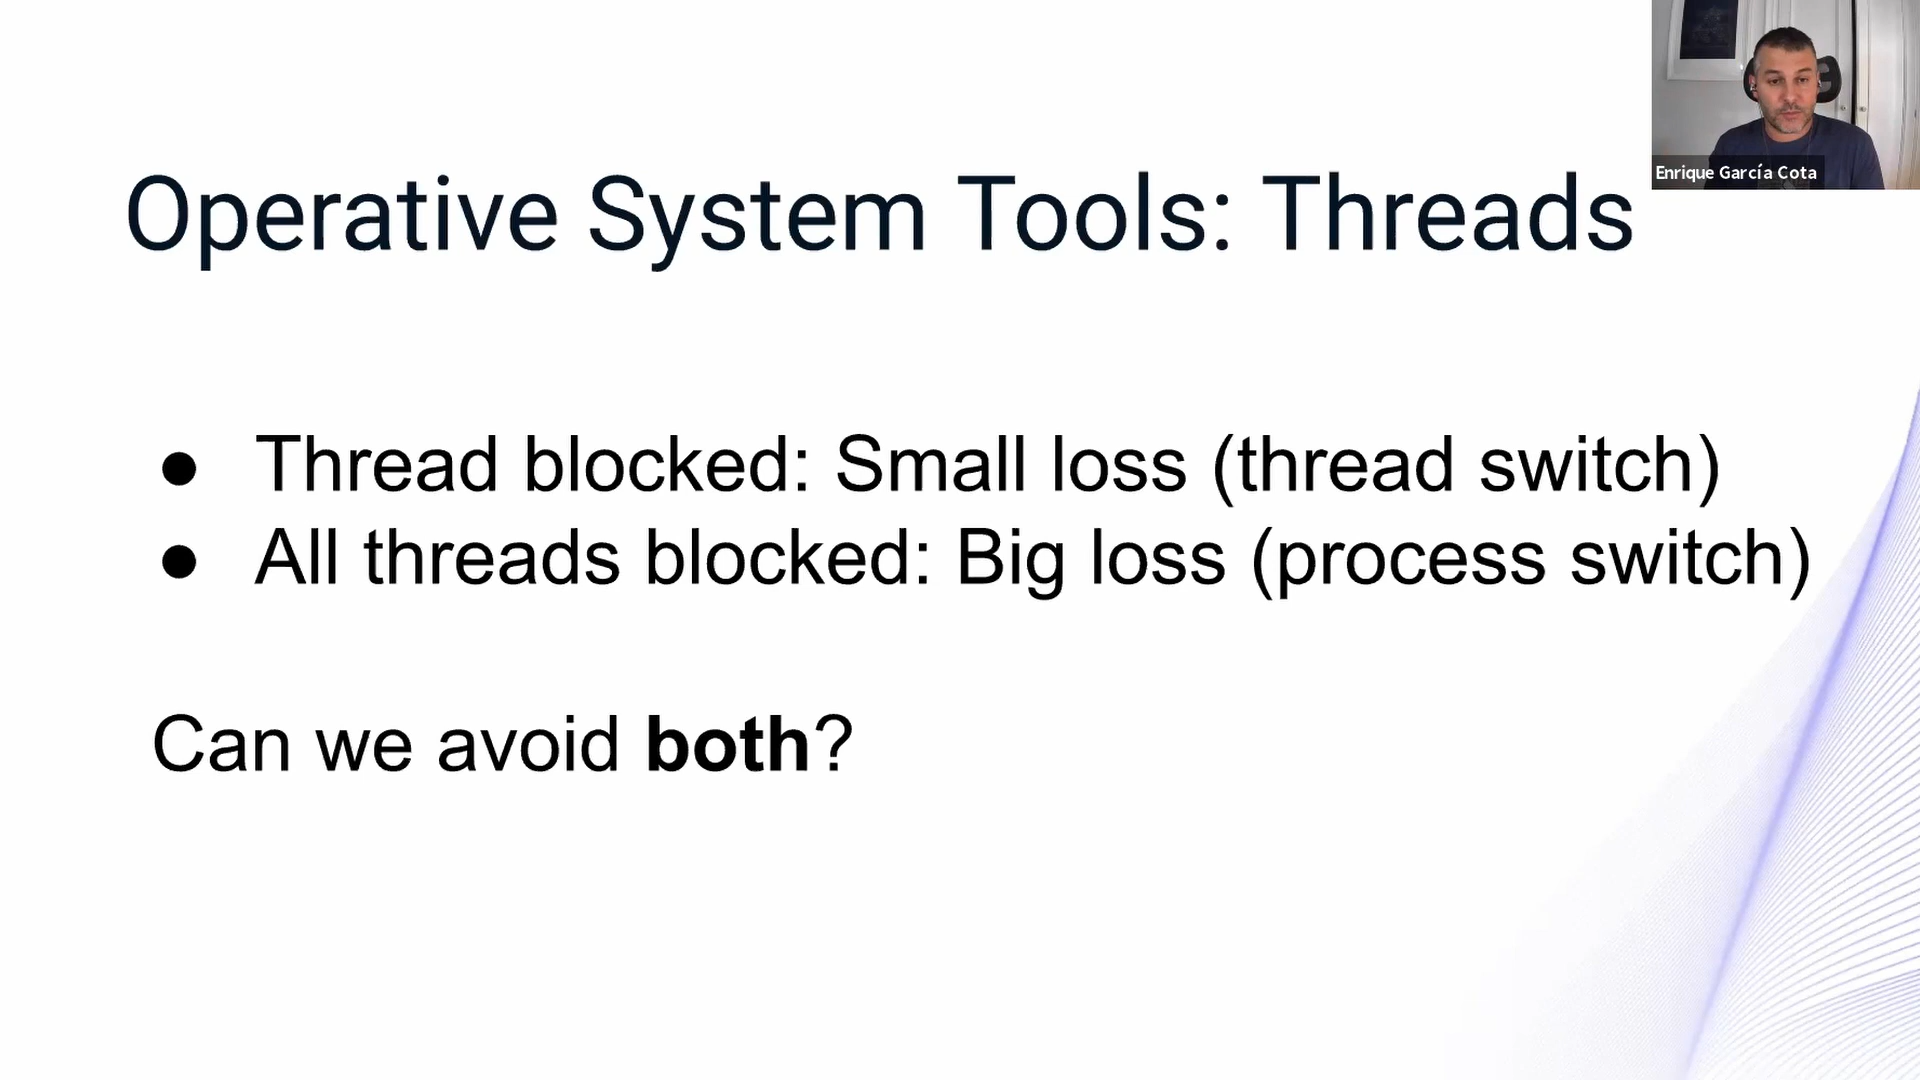 Operative System Tools: Threads
Enrique García Cota
● Thread blocked: Small loss (thread switch)
● All threads blocked: Big loss (process switch)
Can we avoid both?